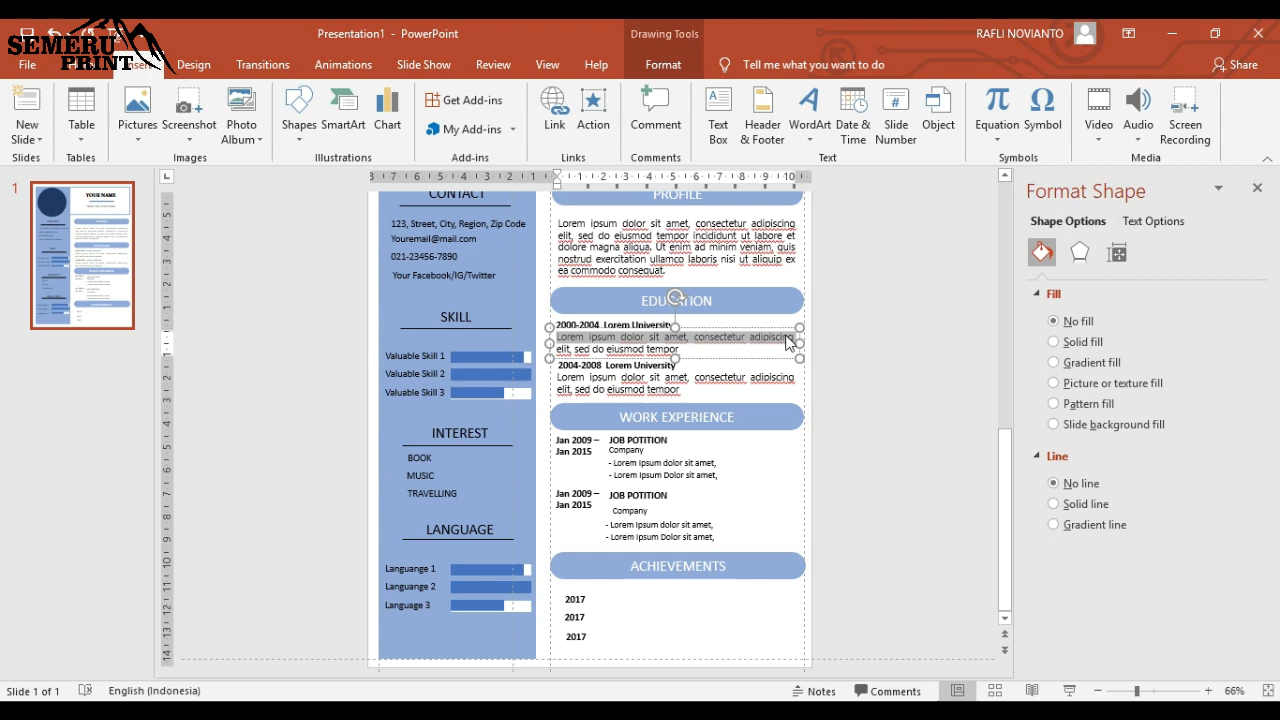 SEMERU
PRINT
Presentation1 - PowerPoint
Drawing Tools
RAFLI NOVIANTO
File
Insert
Design
Transitions
Animations
Slide Show
Review
View
Help
Format
Tell me what you want to do
Share
New
Slide
Table
Pictures
Screenshot
Photo
Album
Shapes
SmartArt
Chart
Get Add-ins
My Add-ins
Link
Action
Comment
Text
Box
Header
& Footer
WordArt
Date &
Time
Slide
Number
Object
Equation
Symbol
Video
Audio
Screen
Recording
Slides
Tables
Images
Illustrations
Add-ins
Links
Comments
Text
Symbols
Media
1
YOUR NAME
CONTACT
123, Street, City, Region, Zip Code
Youremail@mail.com
021-23456-7890
Your Facebook/IG/Twitter
SKILL
Valuable Skill 1
Valuable Skill 2
Valuable Skill 3
INTEREST
BOOK
MUSIC
TRAVELLING
LANGUAGE
Languange 1
Languange 2
Language 3
PROFILE
Lorem ipsum dolor sit amet, consectetur adipiscing
elit, sed do eiusmod tempor incididunt ut labore et
dolore magna aliqua. Ut enim ad minim veniam, quis
nostrud exercitation ullamco laboris nisi ut aliquip ex
ea commodo consequat.
EDUCATION
2000-2004 Lorem University
Lorem ipsum dolor sit amet, consectetur adipiscing
elit, sed do eiusmod tempor
2004-2008 Lorem University
Lorem ipsum dolor sit amet, consectetur adipiscing
elit, sed do eiusmod tempor
WORK EXPERIENCE
Jan 2009 –
Jan 2015
JOB POTITION
Company
- Lorem Ipsum dolor sit amet,
- Lorem Ipsum dolor sit amet,
Jan 2009 –
Jan 2015
JOB POTITION
Company
- Lorem Ipsum dolor sit amet,
- Lorem Ipsum dolor sit amet,
ACHIEVEMENTS
2017
2017
2017
Format Shape
Shape Options
Text Options
Fill
No fill
Solid fill
Gradient fill
Picture or texture fill
Pattern fill
Slide background fill
Line
No line
Solid line
Gradient line
Slide 1 of 1
English (Indonesia)
Notes
Comments
66%